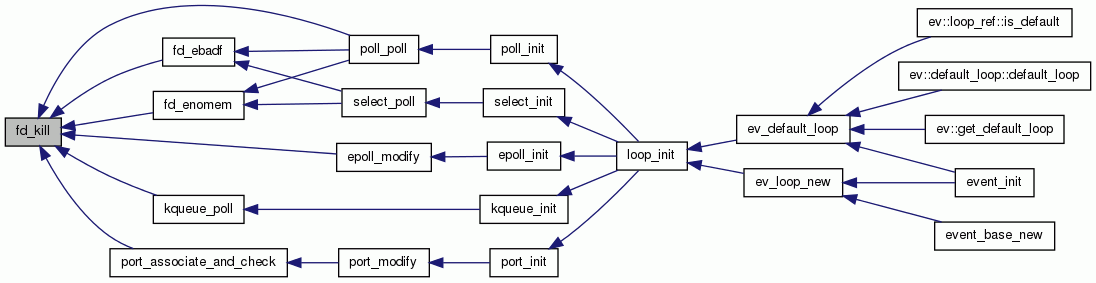 fd_kill
fd_ebadf
fd_enomem
kqueue_poll
port_associate_and_check
poll_poll
select_poll
epoll_modify
port_modify
poll_init
select_init
epoll_init
kqueue_init
port_init
loop_init
ev_default_loop
ev_loop_new
ev::loop_ref::is_default
ev::default_loop::default_loop
ev::get_default_loop
event_init
event_base_new